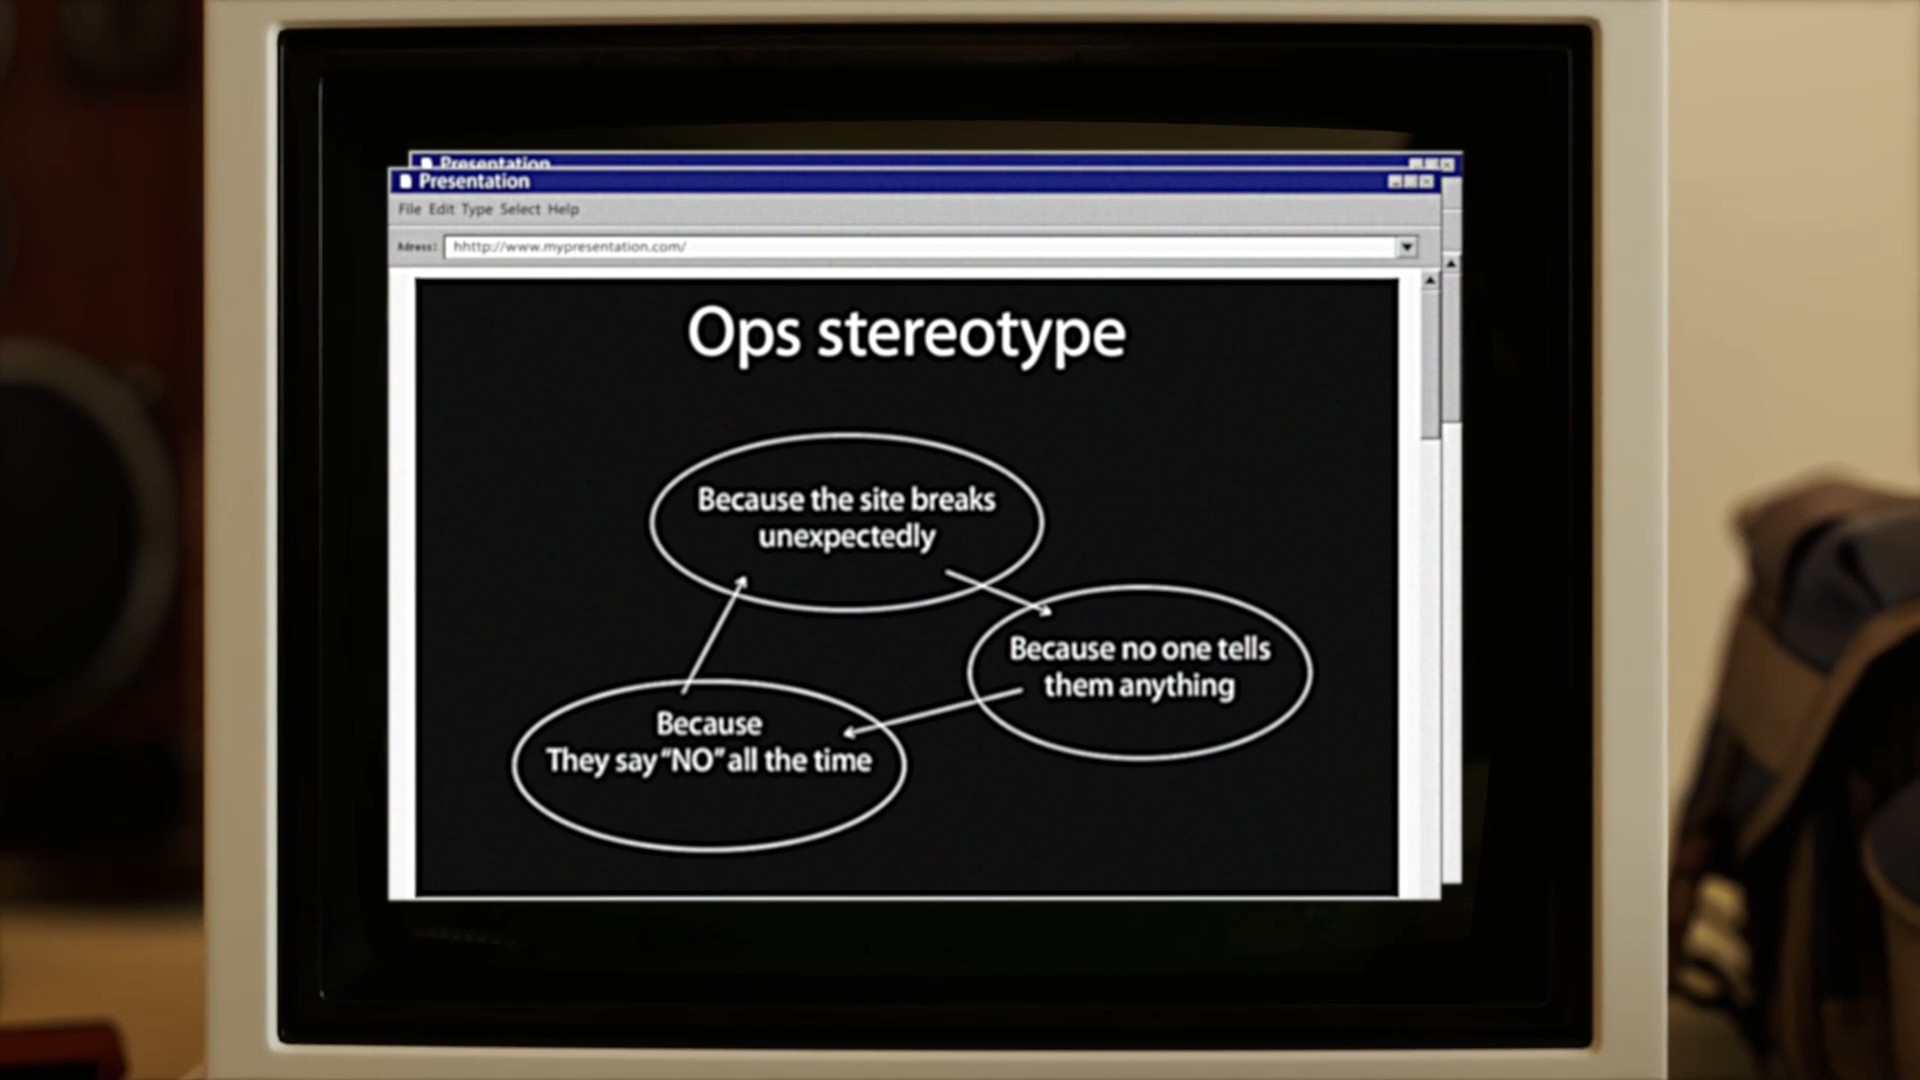 Presentation
Presentation
File Edit Type Select Help
Adress: hhttp://www.mypresentation.com/
Ops stereotype
Because the site breaks
unexpectedly
Because no one tells
them anything
Because
They say “NO” all the time